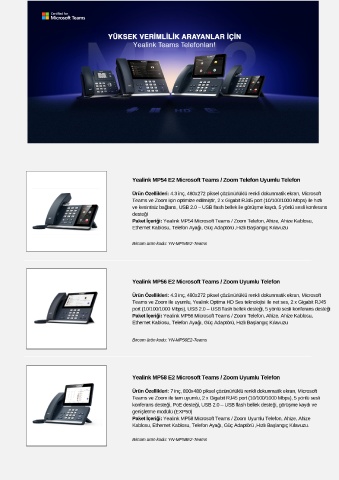 Certified for
Microsoft Teams
YÜKSEK VERİMLİLİK ARAYANLAR İÇİN
Yealink Teams Telefonları!
Yealink MP54 E2 Microsoft Teams / Zoom Telefon Uyumlu Telefon
Ürün Özellikleri: 4.3 inç, 480x272 piksel çözünürlüklü renkli dokunmatik ekran, Microsoft
Teams ve Zoom için optimize edilmiştir, 2 x Gigabit RJ45 port (10/100/1000 Mbps) ile hızlı
ve kesintisiz bağlantı, USB 2.0 – USB flash bellek ile görüşme kaydı, 5 yönlü sesli konferans
desteği
Paket İçeriği: Yealink MP54 Microsoft Teams / Zoom Telefon, Ahize, Ahize Kablosu,
Ethernet Kablosu, Telefon Ayağı, Güç Adaptörü, Hızlı Başlangıç Kılavuzu
Bircom ürün kodu: YN-MP54E2-Teams
Yealink MP56 E2 Microsoft Teams / Zoom Uyumlu Telefon
Ürün Özellikleri: 4.3 inç, 480x272 piksel çözünürlüklü renkli dokunmatik ekran, Microsoft
Teams ve Zoom ile uyumlu, Yealink Optima HD Ses teknolojisi ile net ses, 2 x Gigabit RJ45
port (10/100/1000 Mbps), USB 2.0 – USB flash bellek desteği, 5 yönlü sesli konferans desteği
Paket İçeriği: Yealink MP56 Microsoft Teams / Zoom Telefon, Ahize, Ahize Kablosu,
Ethernet Kablosu, Telefon Ayağı, Güç Adaptörü, Hızlı Başlangıç Kılavuzu
Bircom ürün kodu: YN-MP56E2-Teams
Yealink MP58 E2 Microsoft Teams / Zoom Uyumlu Telefon
Ürün Özellikleri: 7 inç, 800x480 piksel çözünürlüklü renkli dokunmatik ekran, Microsoft
Teams ve Zoom ile tam uyumlu, 2 x Gigabit RJ45 port (10/100/1000 Mbps), 5 yönlü sesli
konferans desteği, PoE desteği, USB 2.0 – USB flash bellek desteği, görüşme kaydı ve
genişletme modülü (EXP50)
Paket İçeriği: Yealink MP58 Microsoft Teams / Zoom Uyumlu Telefon, Ahize, Ahize
Kablosu, Ethernet Kablosu, Telefon Ayağı, Güç Adaptörü, Hızlı Başlangıç Kılavuzu.
Bircom ürün kodu: YN-MP58E2-Teams